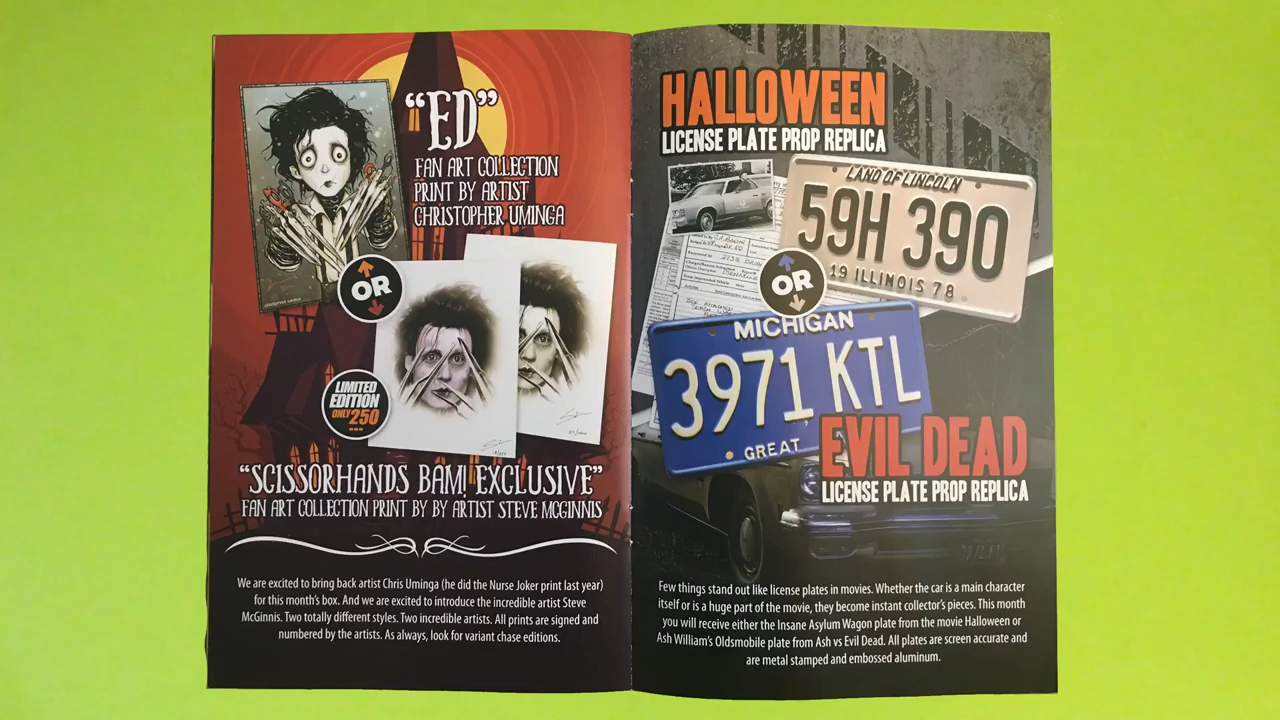 "ED"
FAN ART COLLECTION
PRINT BY ARTIST
CHRISTOPHER UMINGA
OR
LIMITED
EDITION
ONLY 250
"SCISSORHANDS BAM! EXCLUSIVE"
FAN ART COLLECTION PRINT BY BY ARTIST STEVE MCGINNIS
We are excited to bring back artist Chris Uminga (he did the Nurse Joker print last year)
for this month's box. And we are excited to introduce the incredible artist Steve
McGinnis. Two totally different styles. Two incredible artists. All prints are signed and
numbered by the artists. As always, look for variant chase editions.
HALLOWEEN
LICENSE PLATE PROP REPLICA
LAND OF LINCOLN
59H 390
19 ILLINOIS 78
OR
MICHIGAN
3971 KTL
GREAT
EVIL DEAD
LICENSE PLATE PROP REPLICA
Few things stand out like license plates in movies. Whether the car is a main character
itself or is a huge part of the movie, they become instant collector's pieces. This month
you will receive either the Insane Asylum Wagon plate from the movie Halloween or
Ash William's Oldsmobile plate from Ash vs Evil Dead. All plates are screen accurate and
are metal stamped and embossed aluminum.